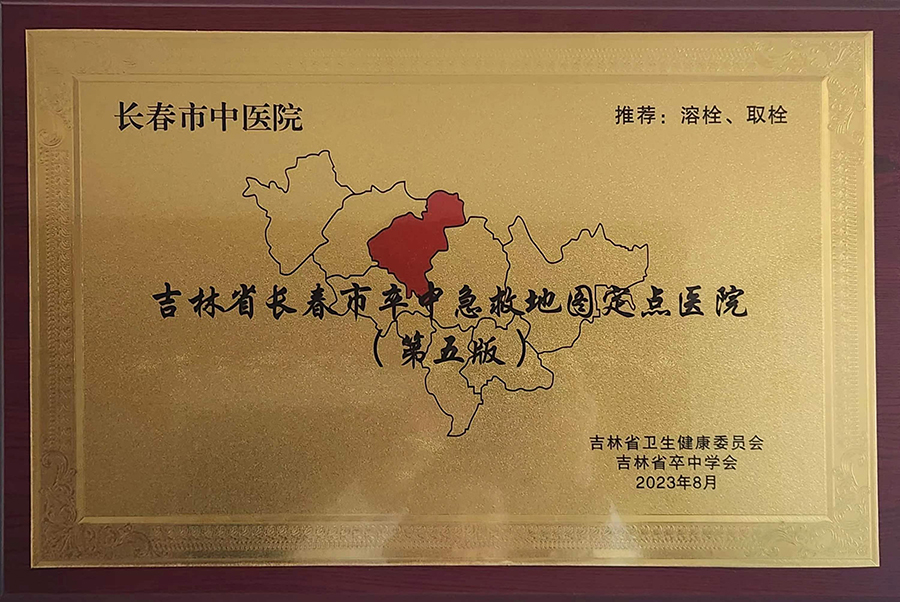 长春市中医院
推荐：溶栓、取栓
吉林省长春市卒中急救地图定点医院
（第五版）
吉林省卫生健康委员会
吉林省卒中学会
2023年8月